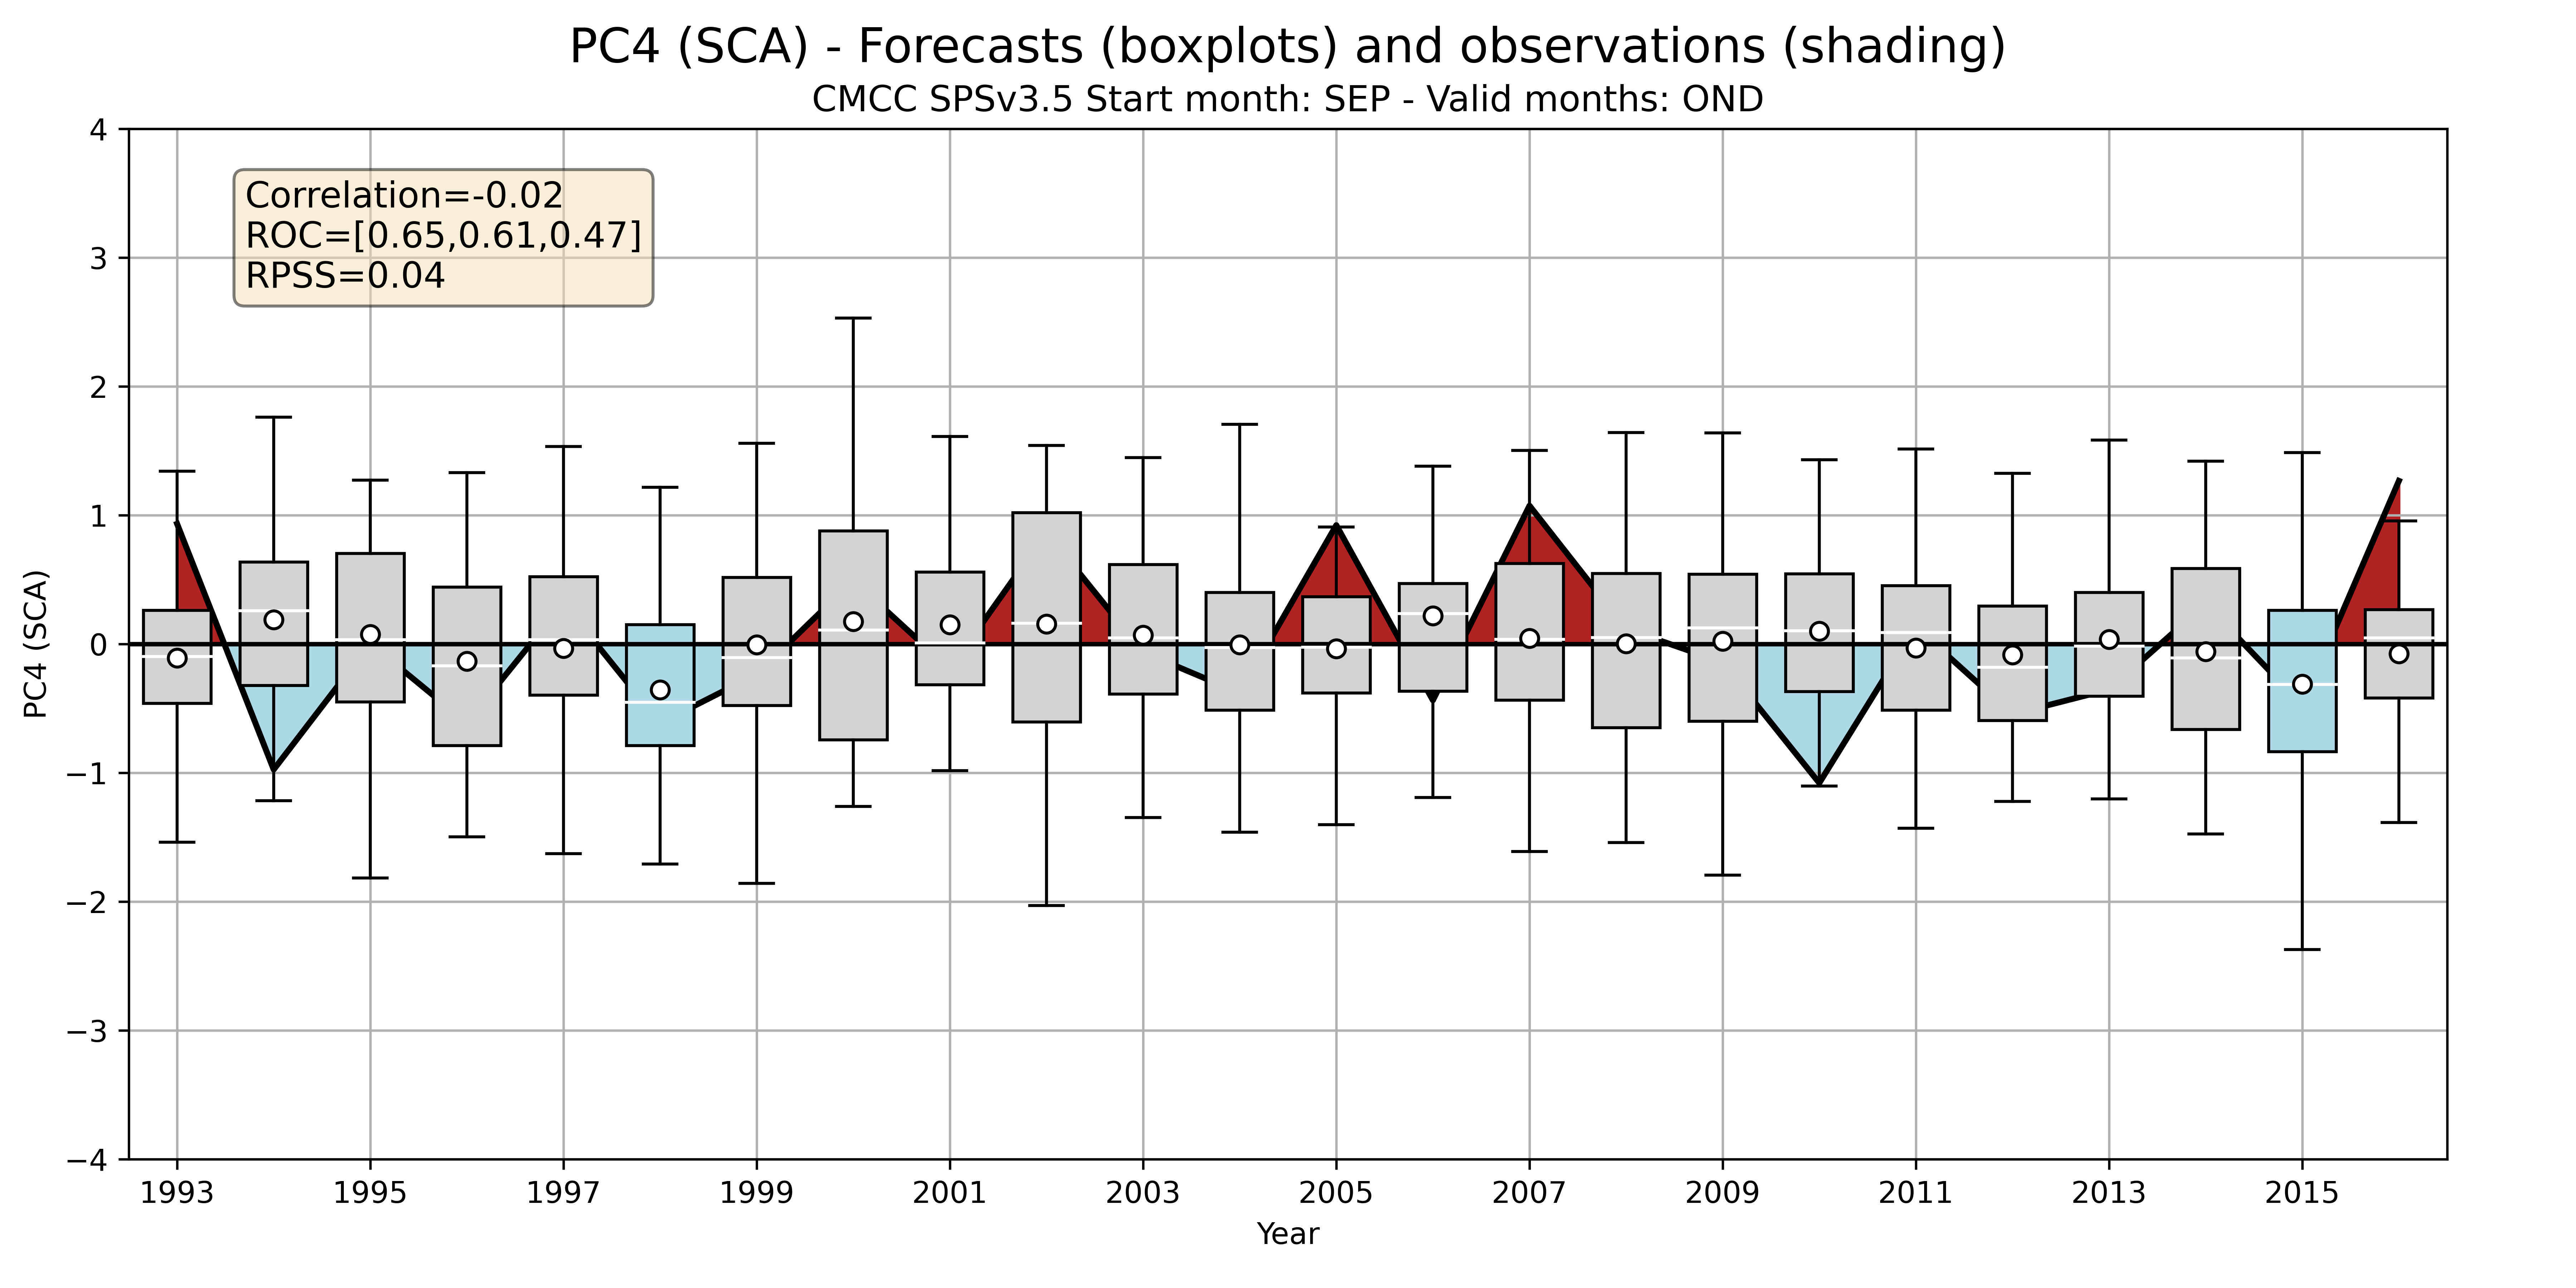 PC4 (SCA) - Forecasts (boxplots) and observations (shading)
CMCC SPSv3.5 Start month: SEP - Valid months: OND
Correlation=-0.02
ROC=[0.65,0.61,0.47]
RPSS=0.04
PC4 (SCA)
4
3
2
1
0
−1
−2
−3
−4
1993 1995 1997 1999 2001 2003 2005 2007 2009 2011 2013 2015
Year